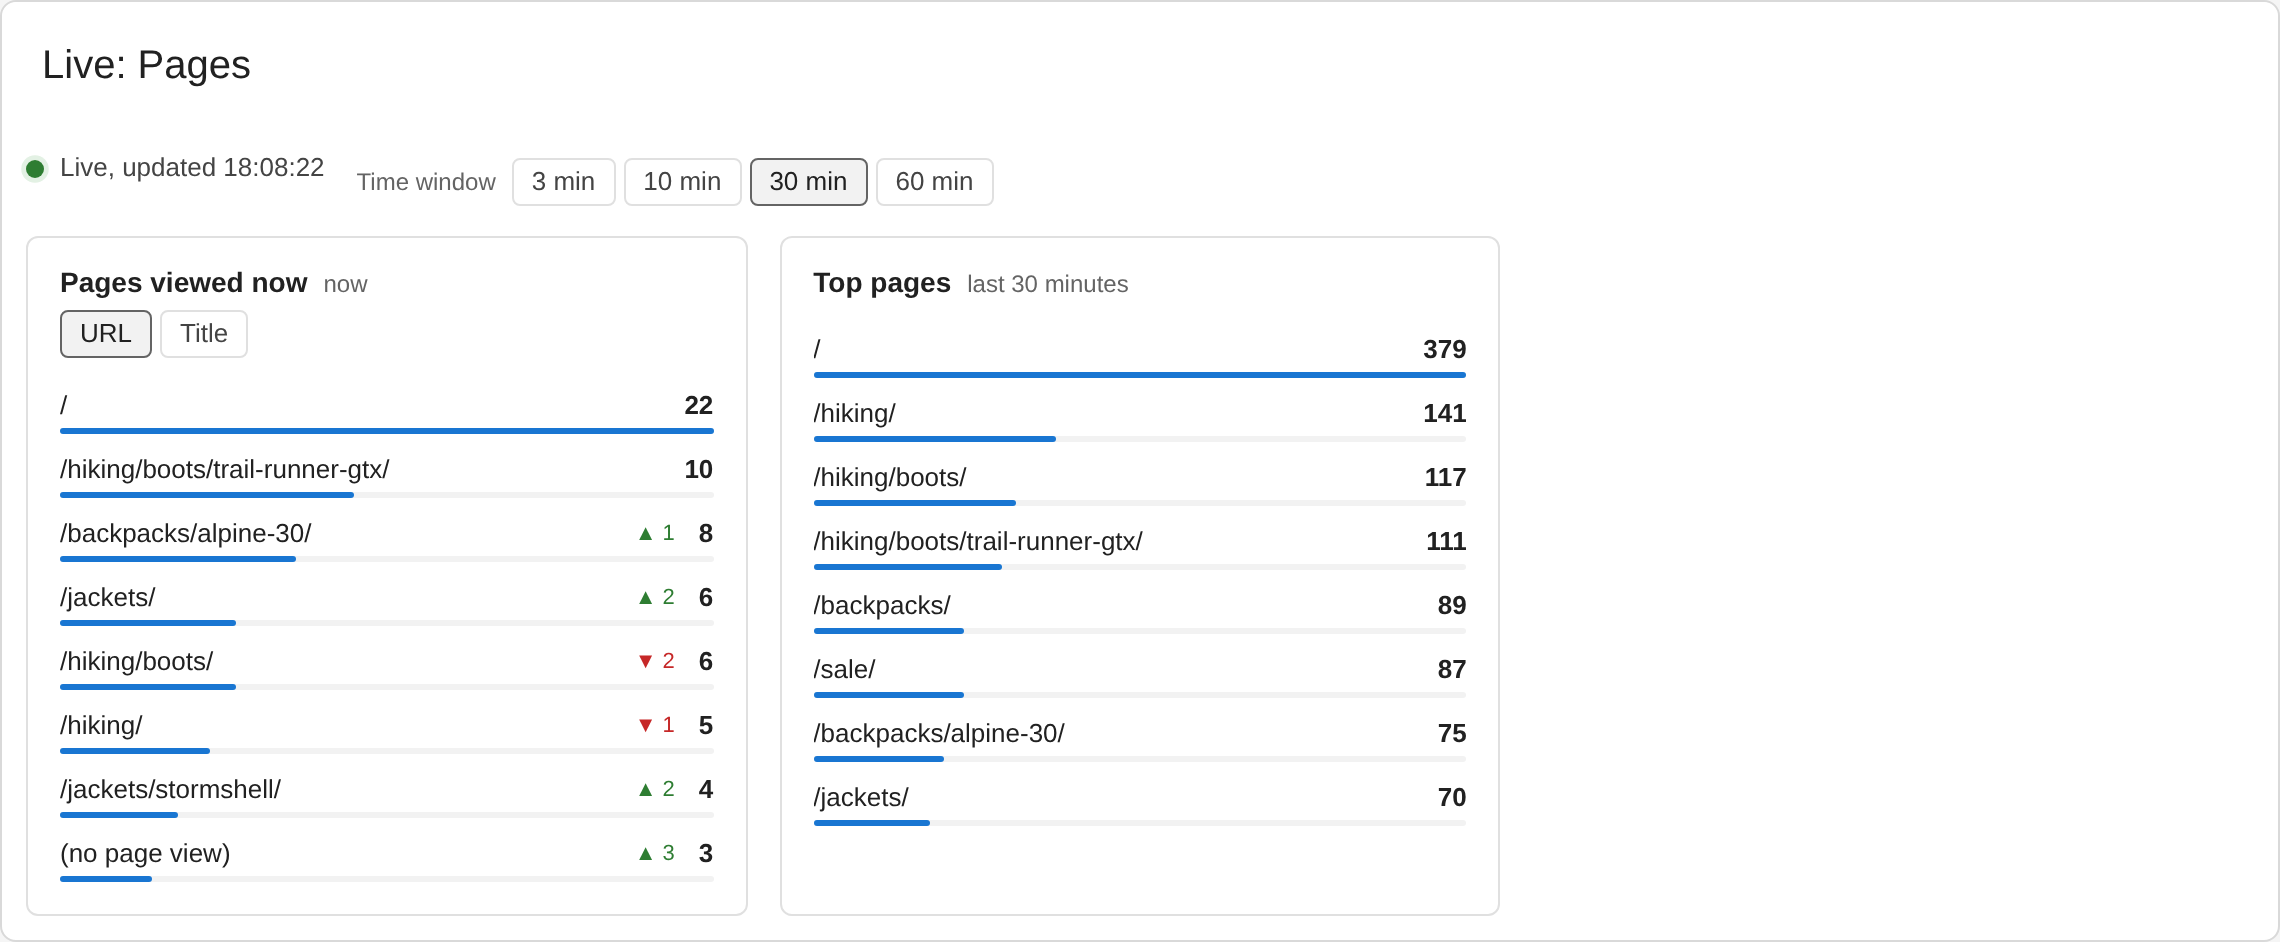 Live: Pages
Live, updated 18:08:22
Time window 3 min 10 min 30 min 60 min
Pages viewed now now
URL Title
/ 22
/hiking/boots/trail-runner-gtx/ 10
/backpacks/alpine-30/ ▲ 1 8
/jackets/ ▲ 2 6
/hiking/boots/ ▼ 2 6
/hiking/ ▼ 1 5
/jackets/stormshell/ ▲ 2 4
(no page view) ▲ 3 3
Top pages last 30 minutes
/ 379
/hiking/ 141
/hiking/boots/ 117
/hiking/boots/trail-runner-gtx/ 111
/backpacks/ 89
/sale/ 87
/backpacks/alpine-30/ 75
/jackets/ 70